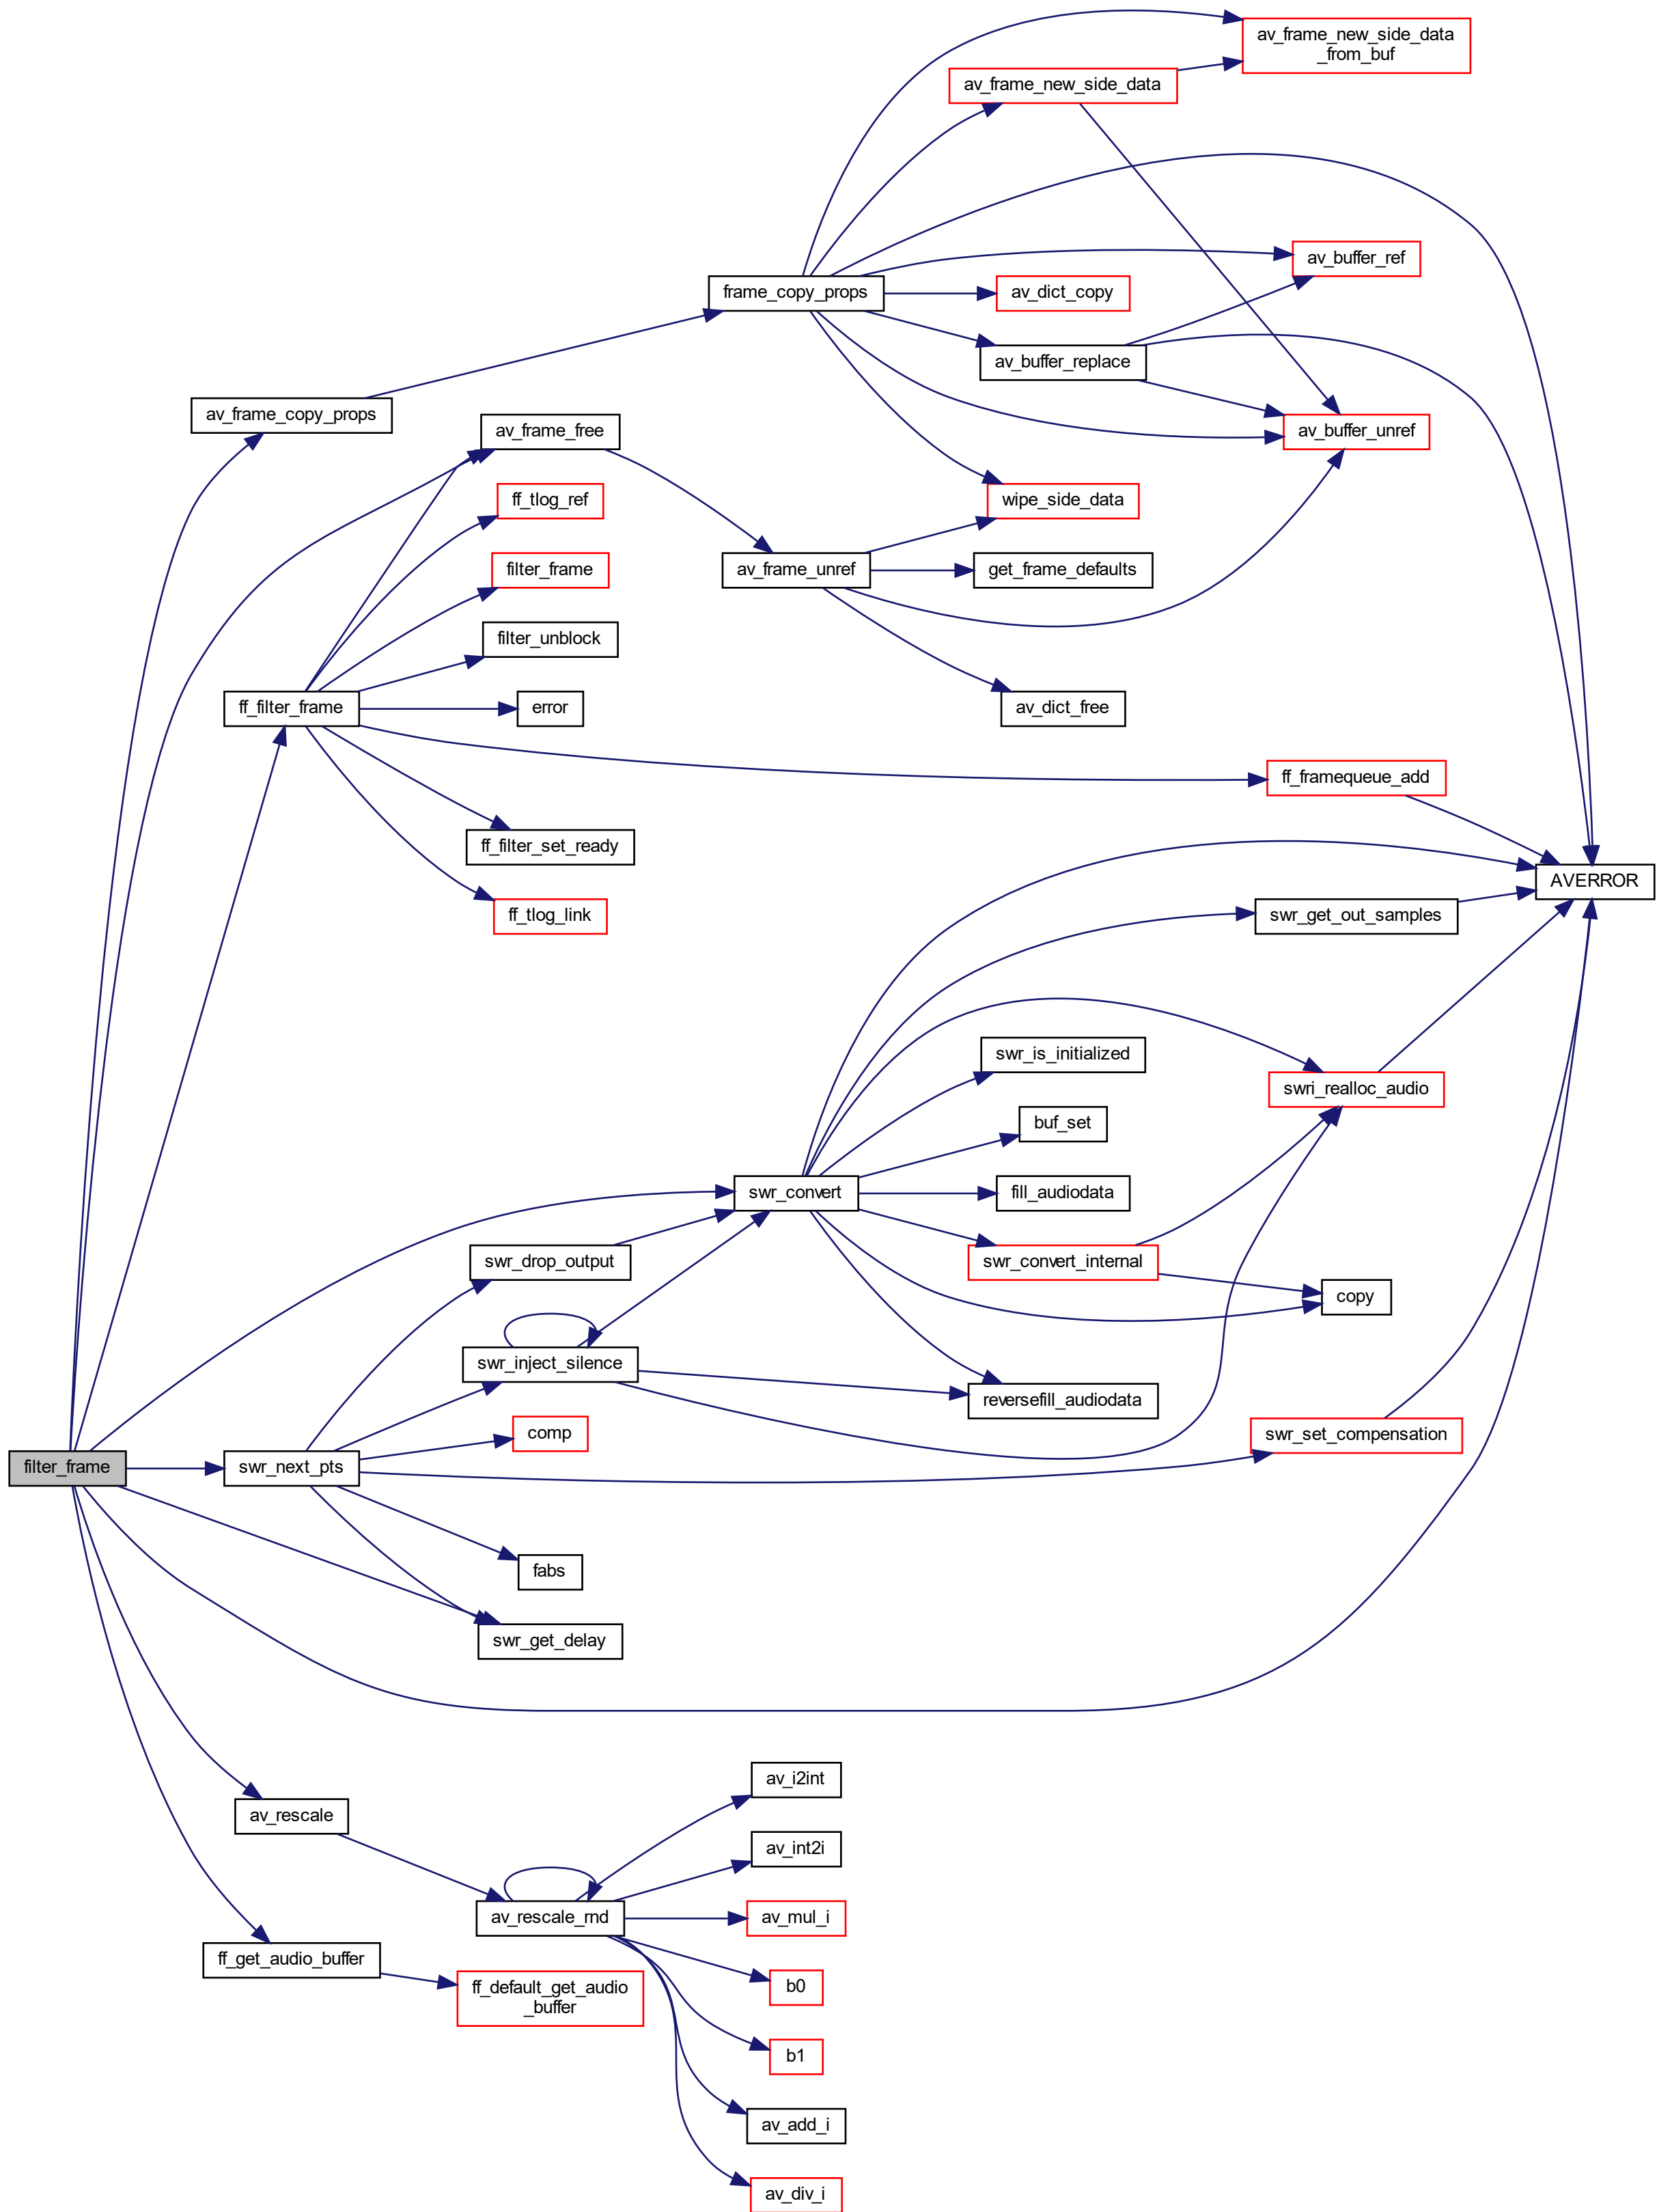 av_frame_new_side_data
_from_buf
av_frame_new_side_data
av_buffer_ref
frame_copy_props
av_dict_copy
av_buffer_replace
av_frame_copy_props
av_frame_free
av_buffer_unref
ff_tlog_ref
wipe_side_data
filter_frame
av_frame_unref
get_frame_defaults
filter_unblock
ff_filter_frame
error
av_dict_free
ff_framequeue_add
ff_filter_set_ready
AVERROR
ff_tlog_link
swr_get_out_samples
swr_is_initialized
swri_realloc_audio
buf_set
swr_convert
fill_audiodata
swr_drop_output
swr_convert_internal
copy
swr_inject_silence
reversefill_audiodata
comp
swr_set_compensation
filter_frame
swr_next_pts
fabs
swr_get_delay
av_i2int
av_rescale
av_int2i
av_rescale_rnd
av_mul_i
ff_get_audio_buffer
b0
ff_default_get_audio
_buffer
b1
av_add_i
av_div_i